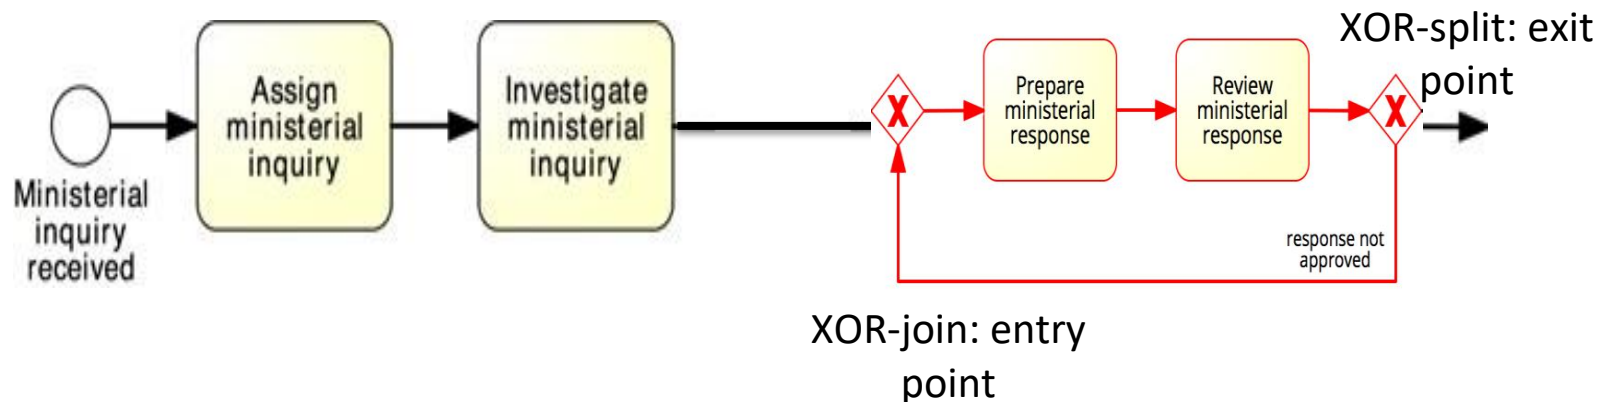 Ministerial
inquiry
received
Assign
ministerial
inquiry
Investigate
ministerial
inquiry
X
Prepare
ministerial
response
Review
ministerial
response
X
XOR-split: exit
point
response not
approved
XOR-join: entry
point